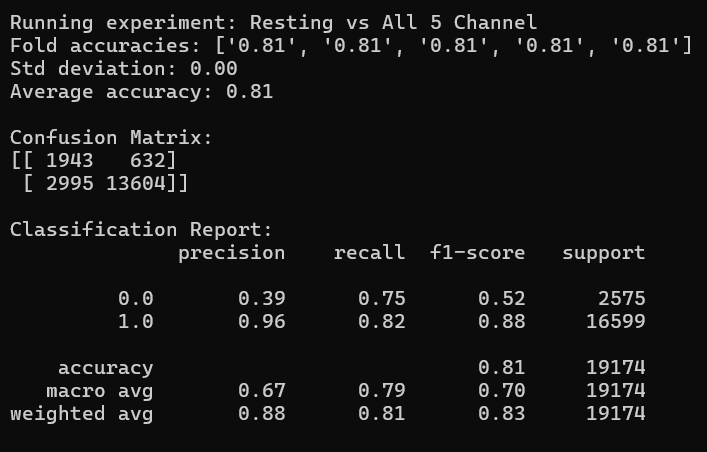 Running experiment: Resting vs All 5 Channel
Fold accuracies: ['0.81', '0.81', '0.81', '0.81', '0.81']
Std deviation: 0.00
Average accuracy: 0.81

Confusion Matrix:
[[ 1943   632]
 [ 2995 13604]]

Classification Report:
              precision    recall  f1-score   support

         0.0       0.39      0.75      0.52      2575
         1.0       0.96      0.82      0.88     16599

    accuracy                           0.81     19174
   macro avg       0.67      0.79      0.70     19174
weighted avg       0.88      0.81      0.83     19174